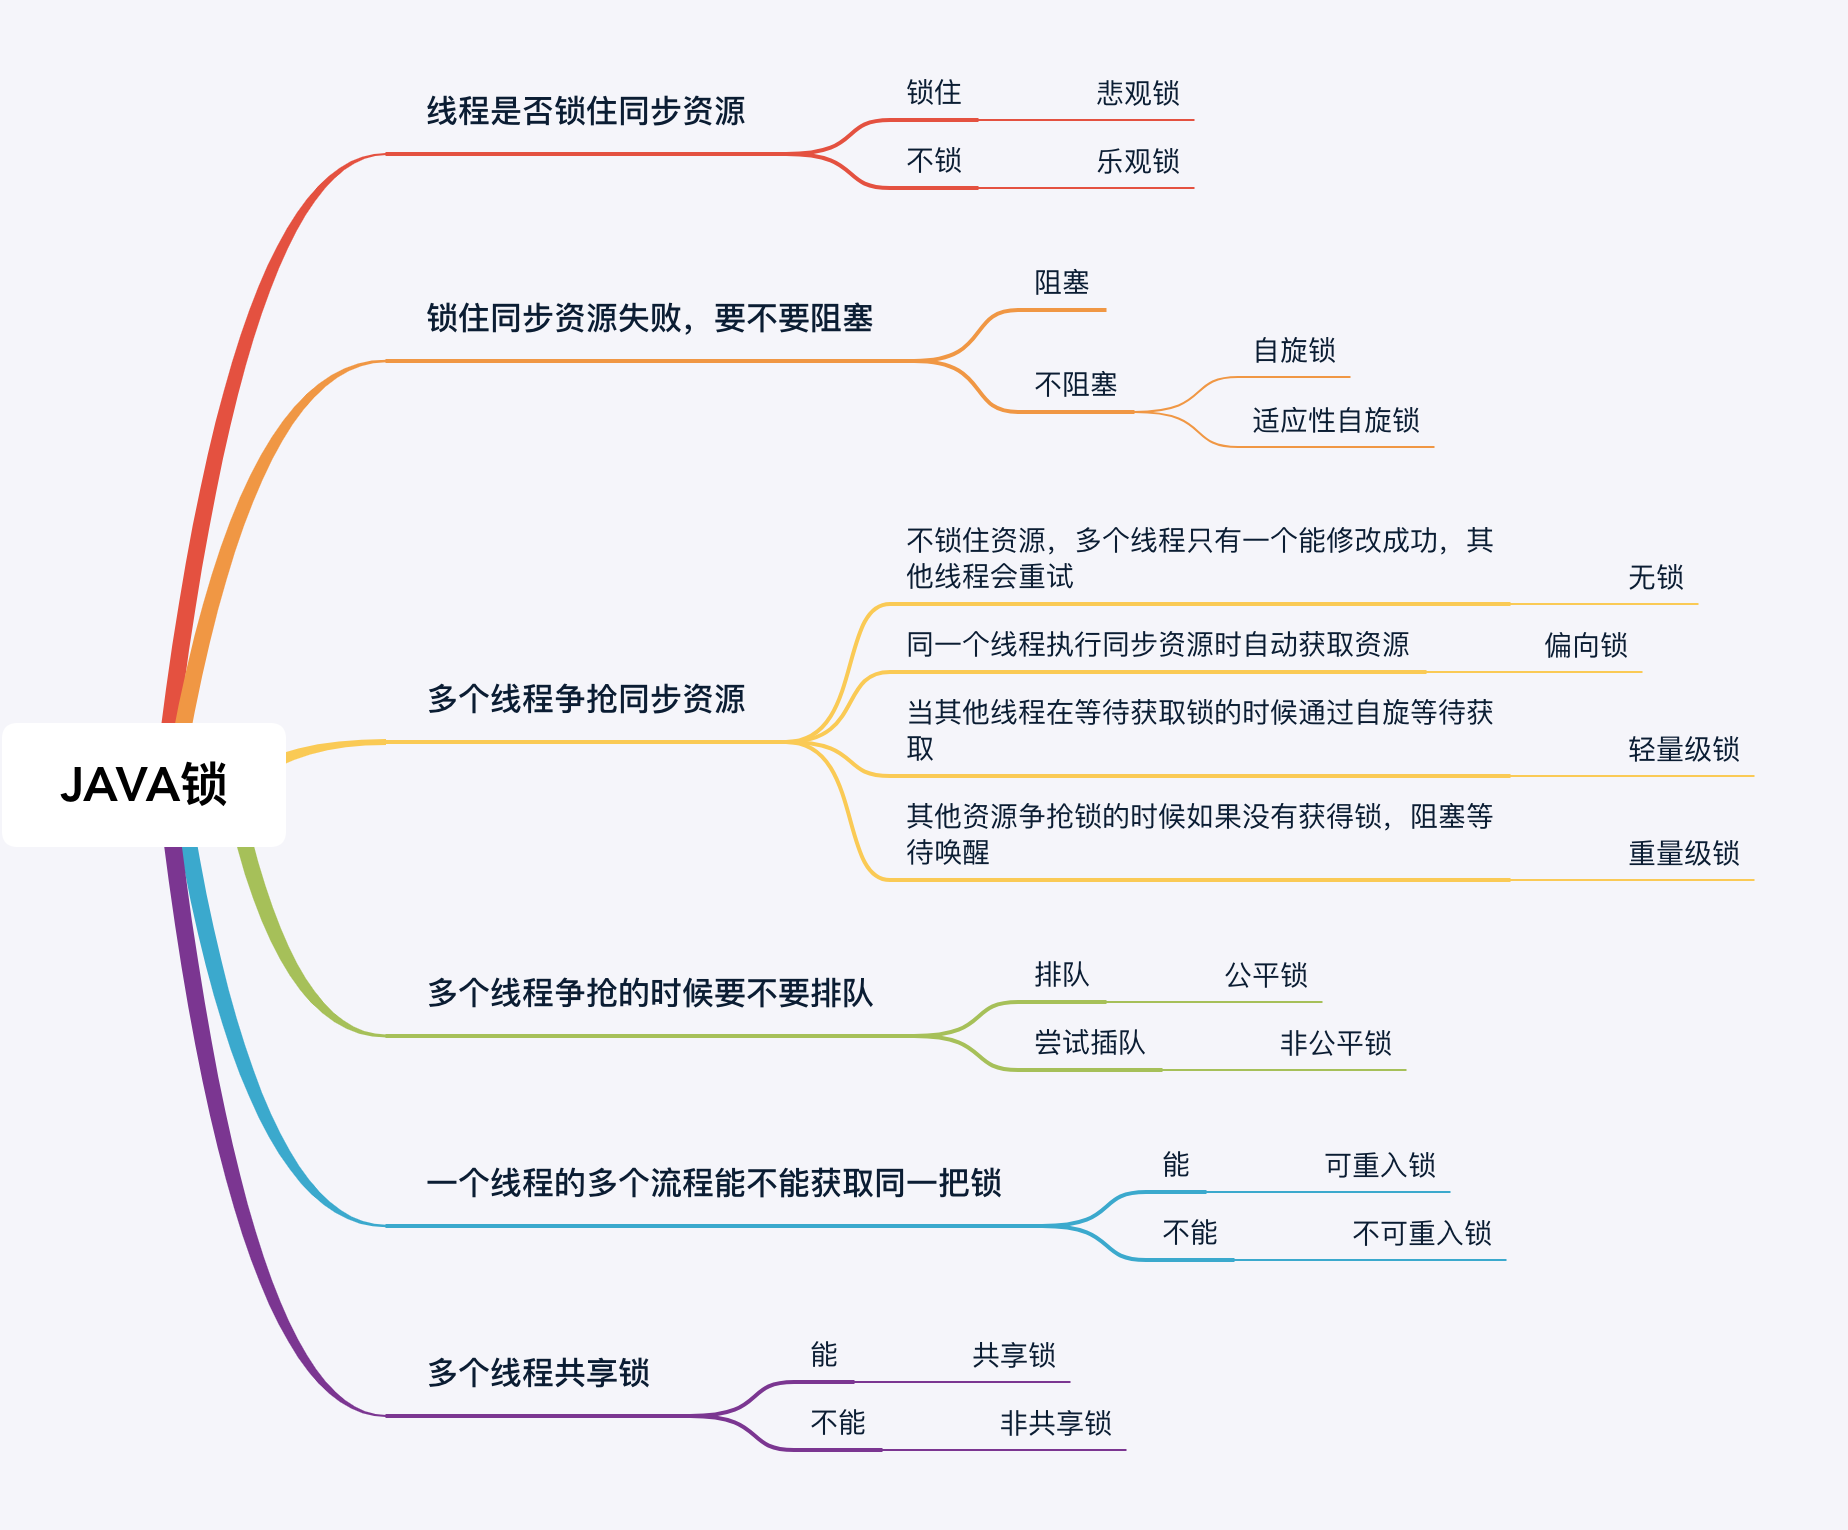 JAVA锁
线程是否锁住同步资源
锁住
悲观锁
不锁
乐观锁
锁住同步资源失败，要不要阻塞
阻塞
不阻塞
自旋锁
适应性自旋锁
多个线程争抢同步资源
不锁住资源，多个线程只有一个能修改成功，其
他线程会重试
无锁
同一个线程执行同步资源时自动获取资源
偏向锁
当其他线程在等待获取锁的时候通过自旋等待获
取
轻量级锁
其他资源争抢锁的时候如果没有获得锁，阻塞等
待唤醒
重量级锁
多个线程争抢的时候要不要排队
排队
公平锁
尝试插队
非公平锁
一个线程的多个流程能不能获取同一把锁
能
可重入锁
不能
不可重入锁
多个线程共享锁
能
共享锁
不能
非共享锁